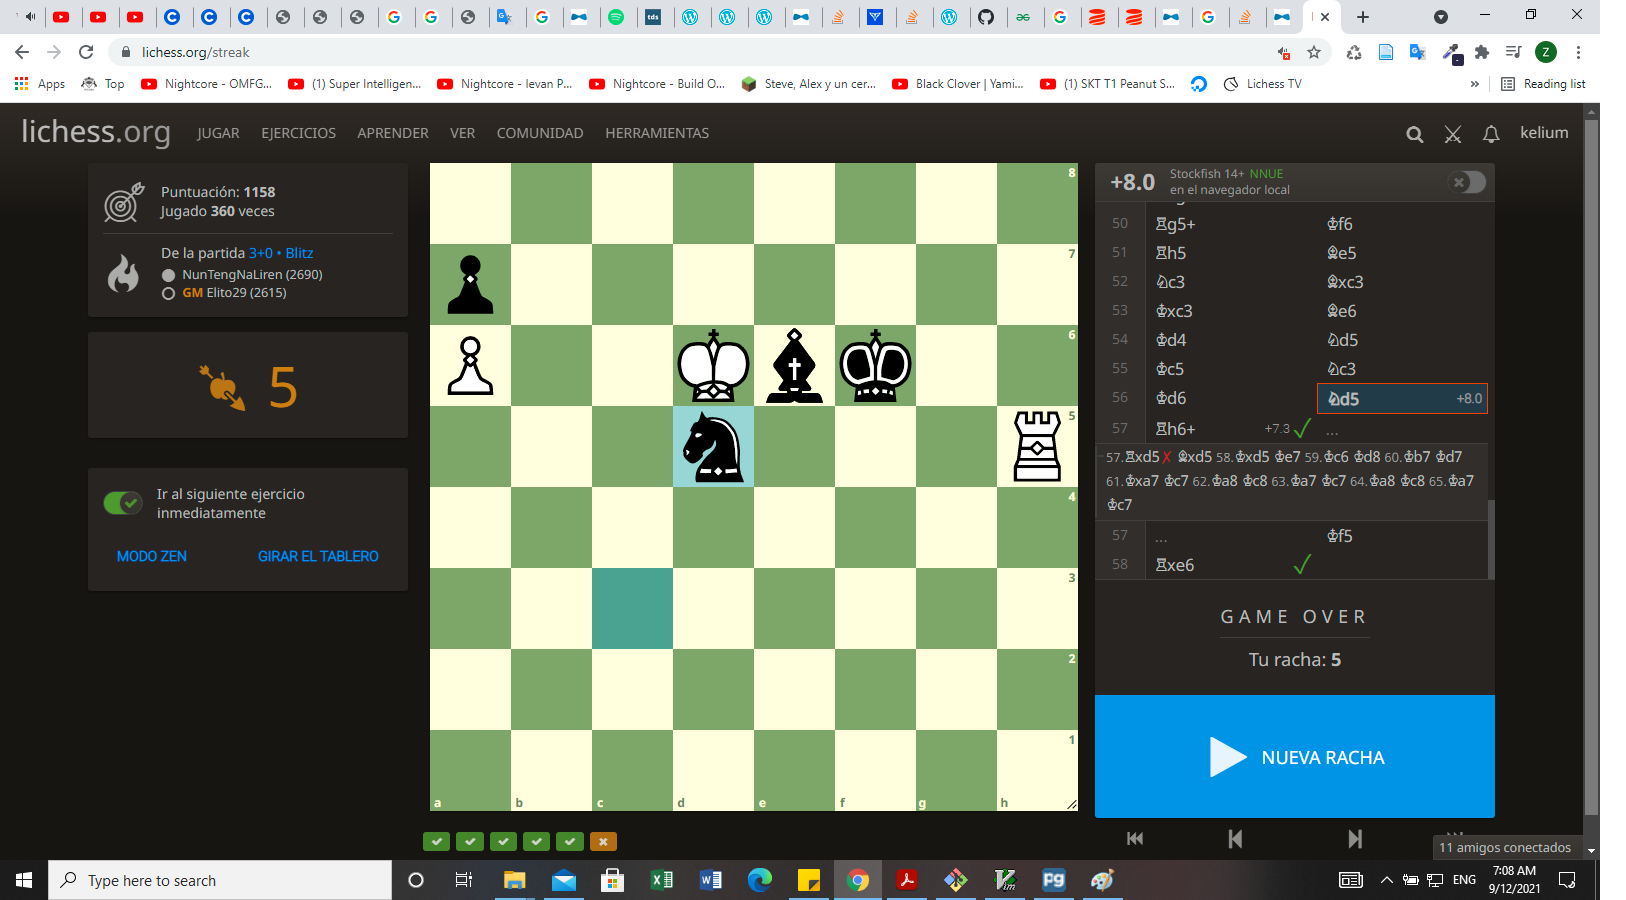 tds
lichess.org/streak
Z
Apps
Top
Nightcore - OMFG...
(1) Super Intelligen...
Nightcore - Ievan P...
Nightcore - Build O...
Steve, Alex y un cer...
Black Clover | Yami...
(1) SKT T1 Peanut S...
Lichess TV
»
Reading list
lichess.org
JUGAR
EJERCICIOS
APRENDER
VER
COMUNIDAD
HERRAMIENTAS
kelium
Puntuación: 1158
Jugado 360 veces
De la partida 3+0 • Blitz
NunTengNaLiren (2690)
GM Elito29 (2615)
5
Ir al siguiente ejercicio
inmediatamente
MODO ZEN
GIRAR EL TABLERO
8
7
6
5
4
3
2
1
a b c d e f g h
+8.0
Stockfish 14+ NNUE
en el navegador local
50 ♖g5+ ♔f6
51 ♖h5 ♗e5
52 ♘c3 ♗xc3
53 ♔xc3 ♗e6
54 ♔d4 ♘d5
55 ♔c5 ♘c3
56 ♔d6 ♘d5 +8.0
57 ♖h6+ +7.3 ✓ ...
57.♖xd5✗ ♗xd5 58.♔xd5 ♔e7 59.♔c6 ♔d8 60.♔b7 ♔d7
61.♔xa7 ♔c7 62.♔a8 ♔c8 63.♔a7 ♔c7 64.♔a8 ♔c8 65.♔a7
♔c7
57 ... ♔f5
58 ♖xe6 ✓
GAME OVER
Tu racha: 5
NUEVA RACHA
11 amigos conectados
Type here to search
Vim
Pg
ENG
7:08 AM
9/12/2021